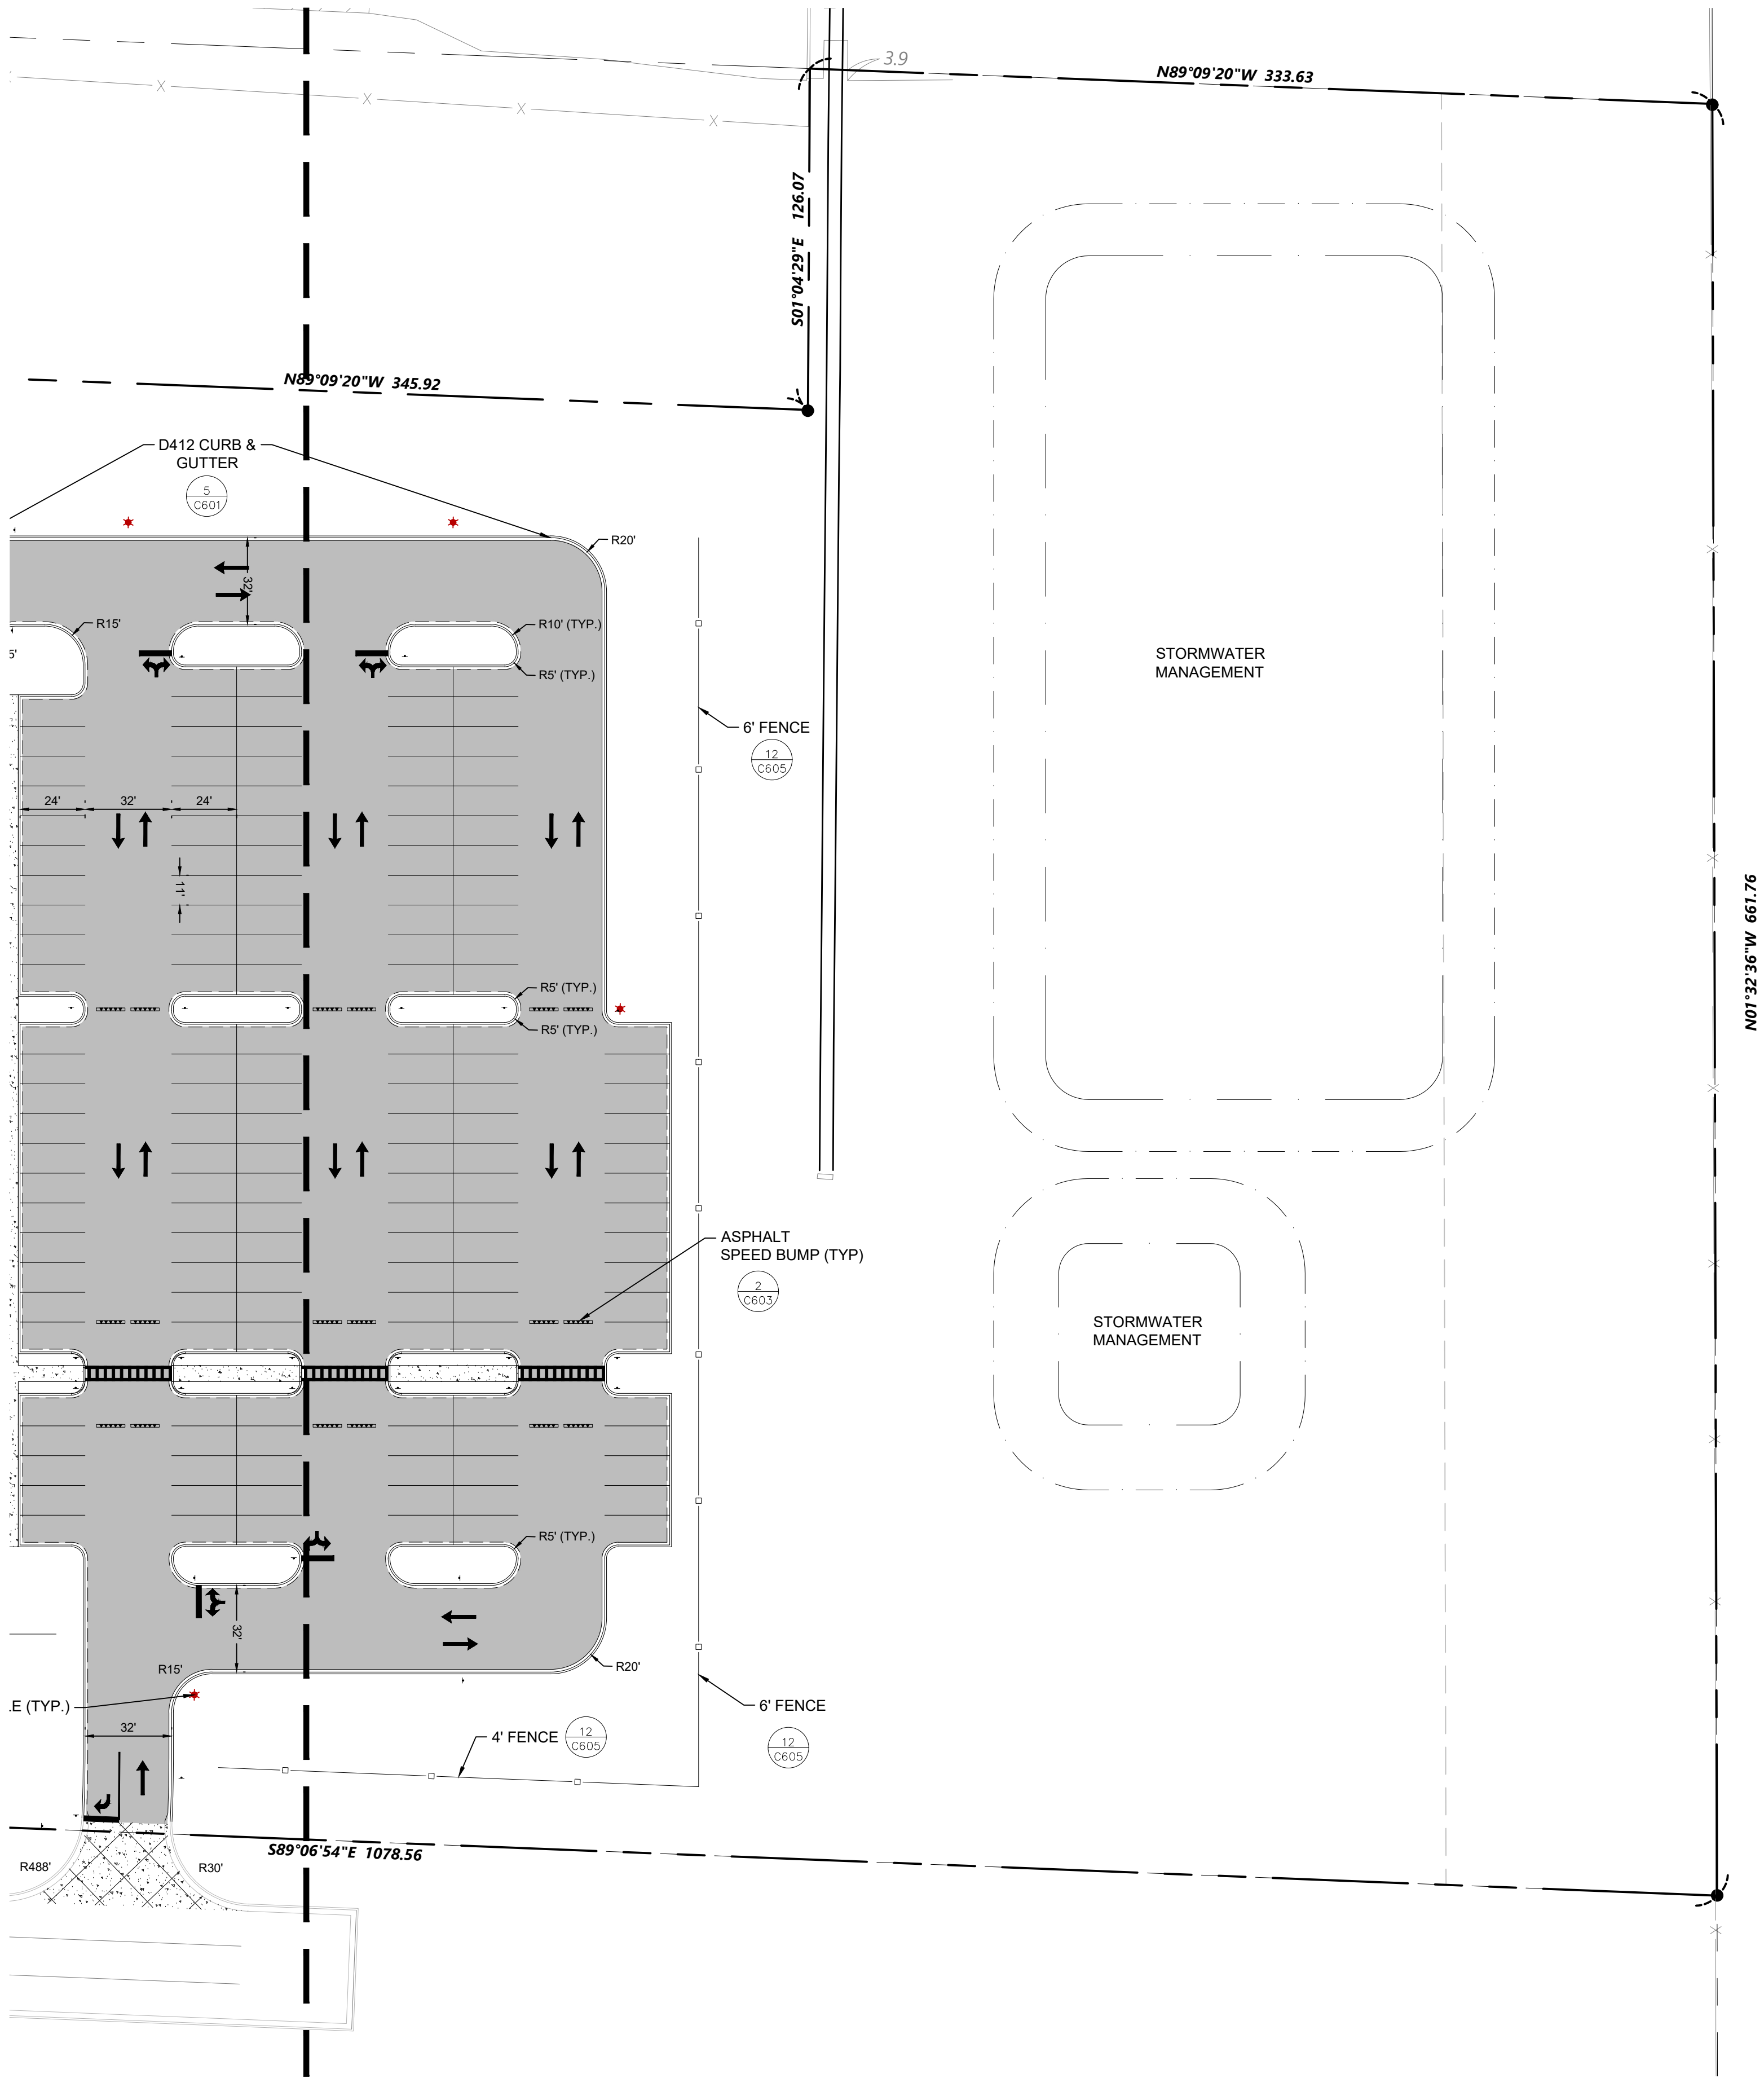 3.9
N89°09'20"W 333.63
S01°04'29"E 126.07
N89°09'20"W 345.92
D412 CURB &
GUTTER
5
C601
R20'
32'
R15'
R10' (TYP.)
5'
R5' (TYP.)
STORMWATER
MANAGEMENT
6' FENCE
12
C605
24'
32'
24'
11'
N01°32'36"W 661.76
R5' (TYP.)
R5' (TYP.)
ASPHALT
SPEED BUMP (TYP)
2
C603
STORMWATER
MANAGEMENT
R5' (TYP.)
32'
R15'
R20'
LE (TYP.)
6' FENCE
32'
4' FENCE
12
C605
12
C605
S89°06'54"E 1078.56
R488'
R30'